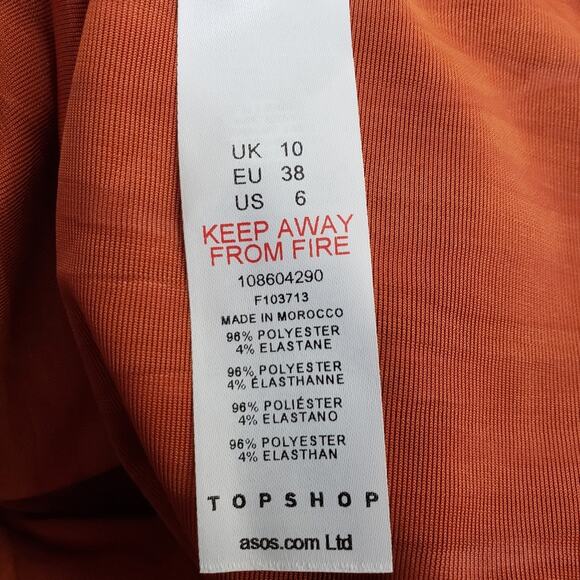 UK 10
EU 38
US 6
KEEP AWAY
FROM FIRE
108604290
F103713
MADE IN MOROCCO
96% POLYESTER
4% ELASTANE
96% POLYESTER
4% ÉLASTHANNE
96% POLIÉSTER
4% ELASTANO
96% POLYESTER
4% ELASTHAN
TOPSHOP
asos.com Ltd